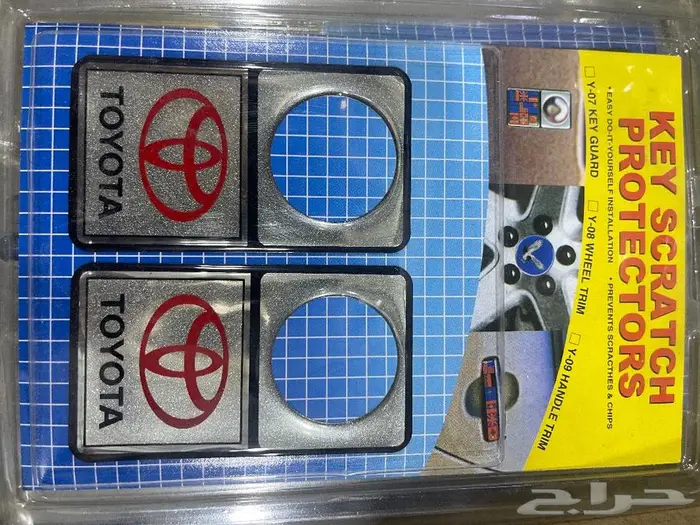 KEY SCRATCH
PROTECTORS
• EASY DO-IT-YOURSELF INSTALLATION • PREVENTS SCRACTHES & CHIPS
Y-07 KEY GUARD
Y-08 WHEEL TRIM
Y-09 HANDLE TRIM
TOYOTA
TOYOTA
حراج